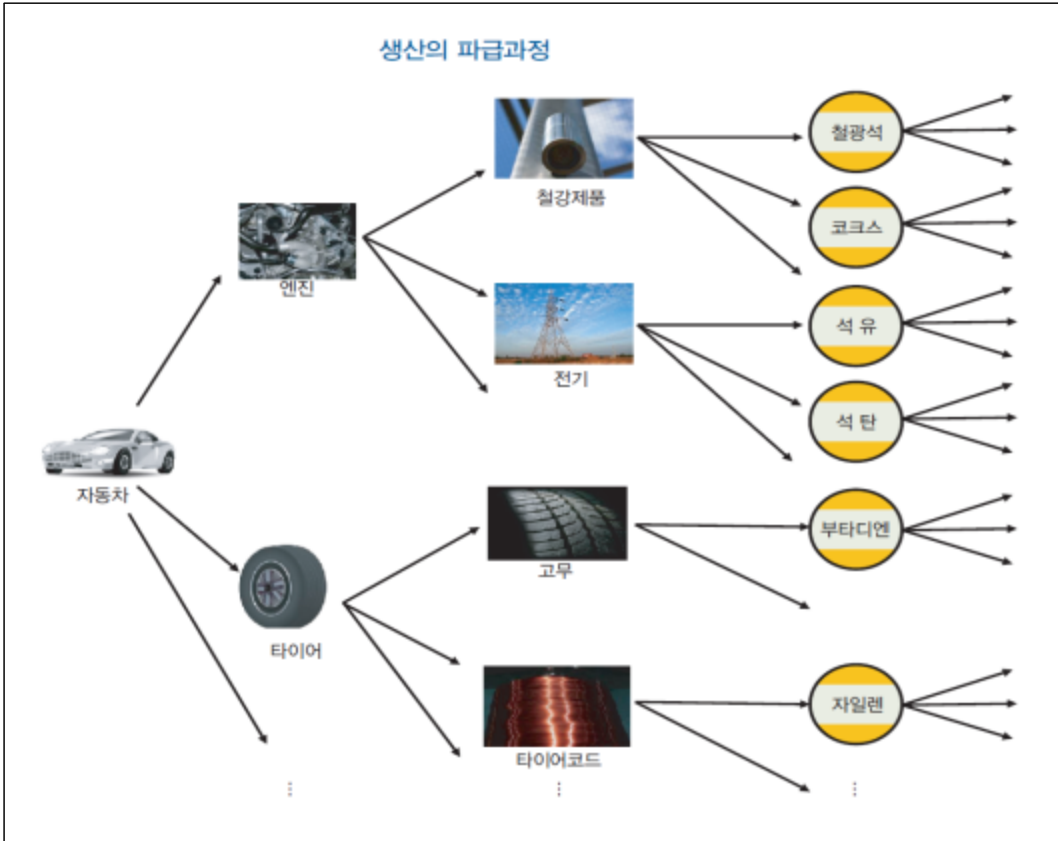 생산의 파급과정
철광석
철강제품
코크스
엔진
석 유
전기
석 탄
자동차
부타디엔
고무
타이어
자일렌
타이어코드
⋮
⋮
⋮